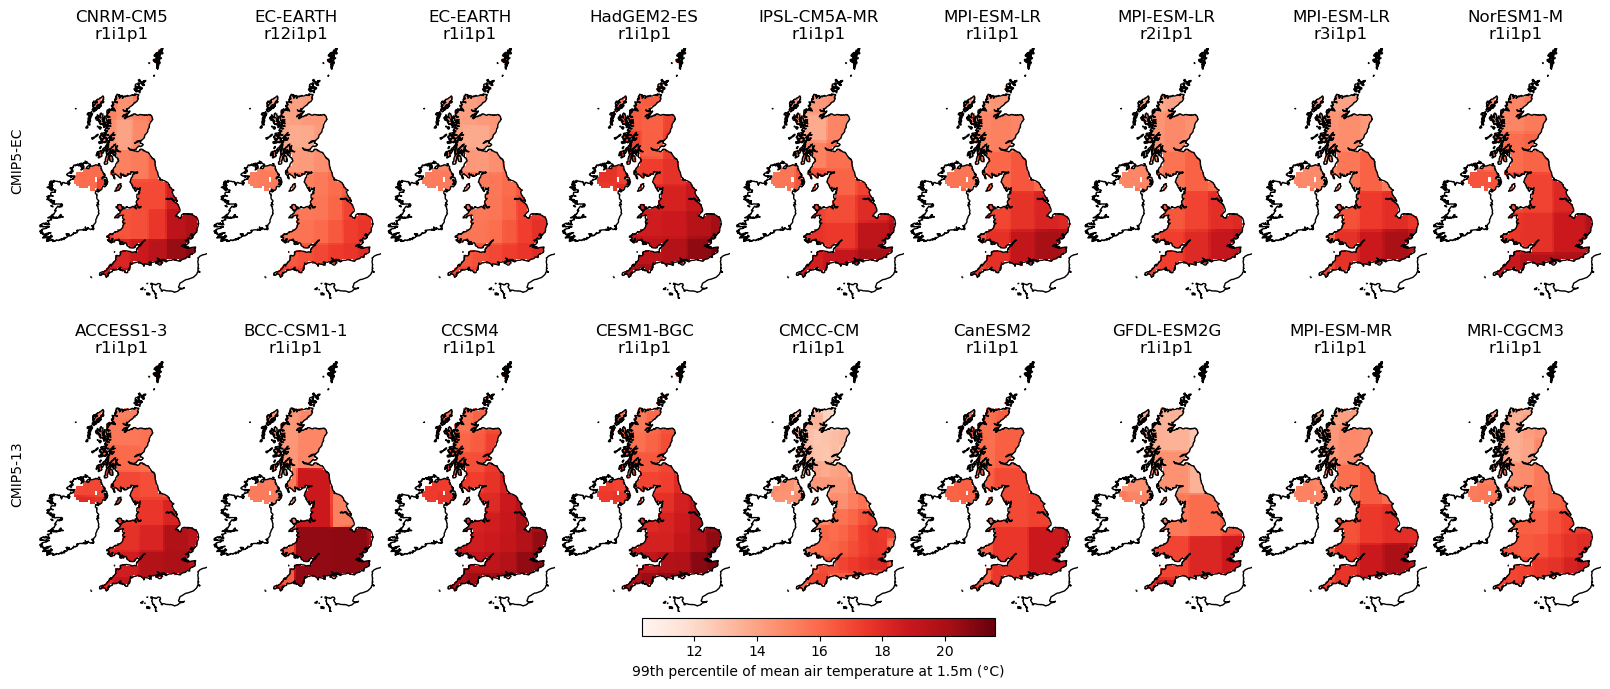 CNRM-CM5 EC-EARTH EC-EARTH HadGEM2-ES IPSL-CM5A-MR MPI-ESM-LR MPI-ESM-LR MPI-ESM-LR NorESM1-M
r1i1p1 r12i1p1 r1i1p1 r1i1p1 r1i1p1 r1i1p1 r2i1p1 r3i1p1 r1i1p1
CMIP5-EC
ACCESS1-3 BCC-CSM1-1 CCSM4 CESM1-BGC CMCC-CM CanESM2 GFDL-ESM2G MPI-ESM-MR MRI-CGCM3
r1i1p1 r1i1p1 r1i1p1 r1i1p1 r1i1p1 r1i1p1 r1i1p1 r1i1p1 r1i1p1
CMIP5-13
12 14 16 18 20
99th percentile of mean air temperature at 1.5m (°C)